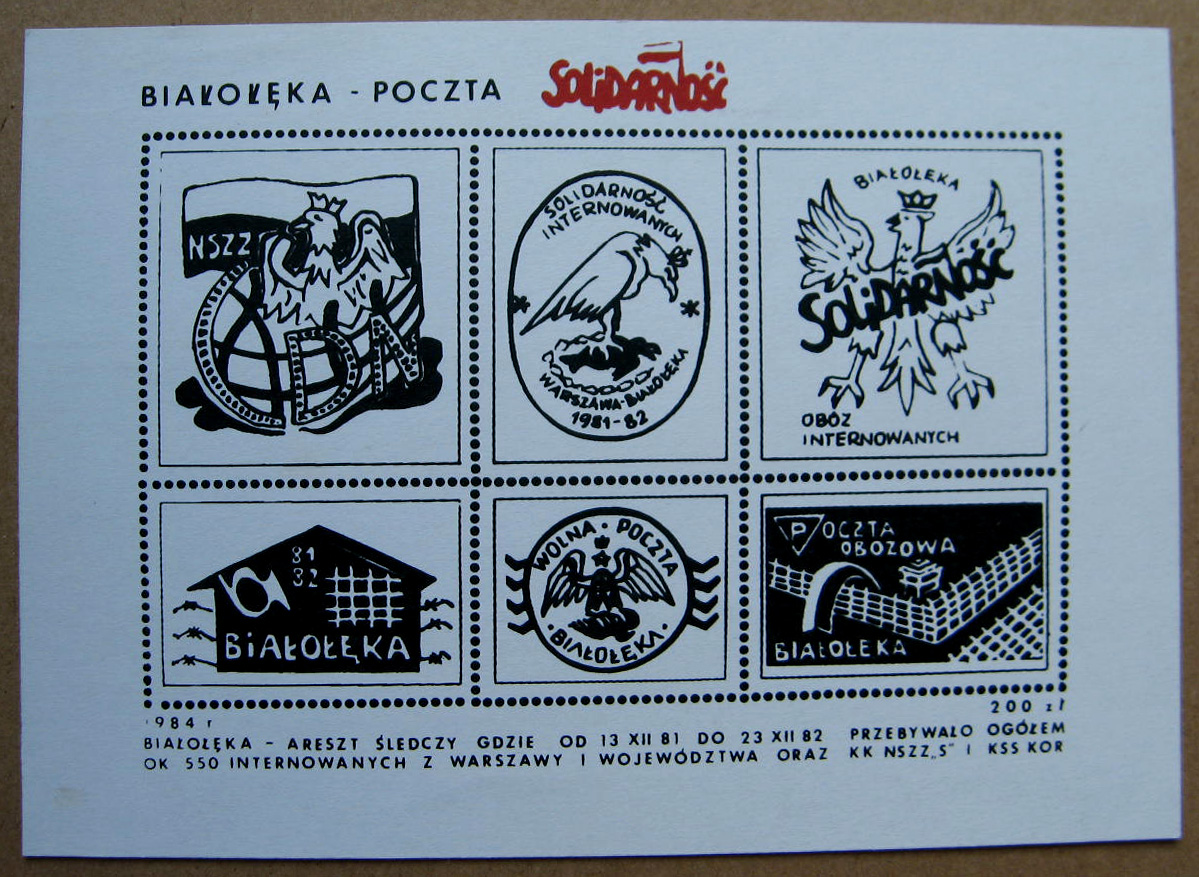 BIAŁOŁĘKA - POCZTA SOLIDARNOŚĆ
NSZZ
CDN
SOLIDARNOŚĆ
INTERNOWANYCH
WARSZAWA-BIAŁOŁĘKA
1981-82
BIAŁOŁĘKA
SOLIDARNOŚĆ
OBÓZ
INTERNOWANYCH
81
82
BIAŁOŁĘKA
WOLNA · POCZTA
· BIAŁOŁĘKA ·
POCZTA
OBOZOWA
BIAŁOŁĘKA
1984 r
200 zł
BIAŁOŁĘKA - ARESZT ŚLEDCZY GDZIE OD 13 XII 81 DO 23 XII 82 PRZEBYWAŁO OGÓŁEM
OK 550 INTERNOWANYCH Z WARSZAWY I WOJEWÓDZTWA ORAZ KK NSZZ„S” I KSS KOR